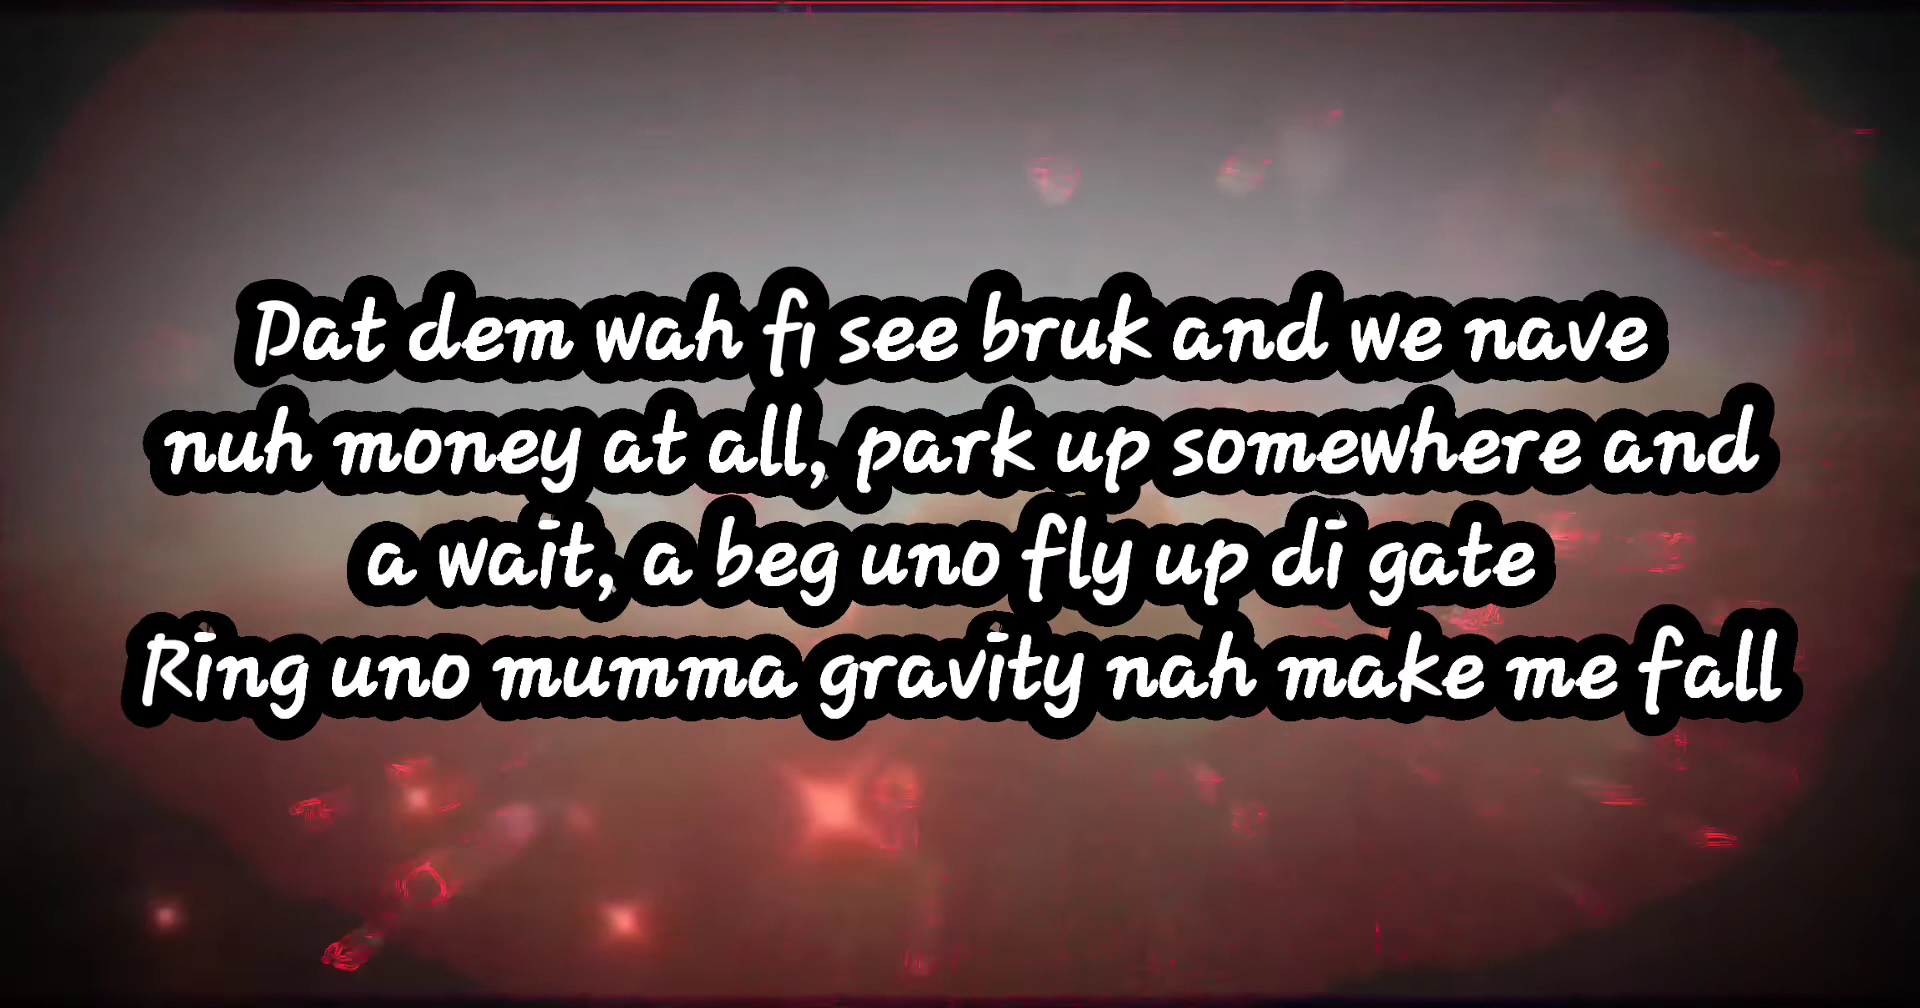 Dat dem wah fi see bruk and we nave
nuh money at all, park up somewhere and
a wait, a beg uno fly up di gate
Ring uno mumma gravity nah make me fall